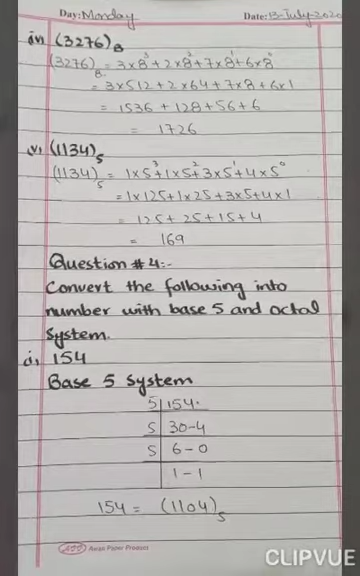 Day: Monday Date: 13-July-2020
iv, (3276)₈
(3276)₈ = 3×8³+2×8²+7×8¹+6×8⁰
= 3×512+2×64+7×8+6×1
= 1536+128+56+6
= 1726
v, (1134)₅
(1134)₅ = 1×5³+1×5²+3×5¹+4×5⁰
=1×125+1×25+3×5+4×1
= 125+25+15+4
= 169
Question #4:-
Convert the following into
number with base 5 and octal
System.
i, 154
Base 5 System
5|154.
5|30-4
5|6-0
|1-1
154 = (1104)₅
Awan Paper Product
CLIPVUE